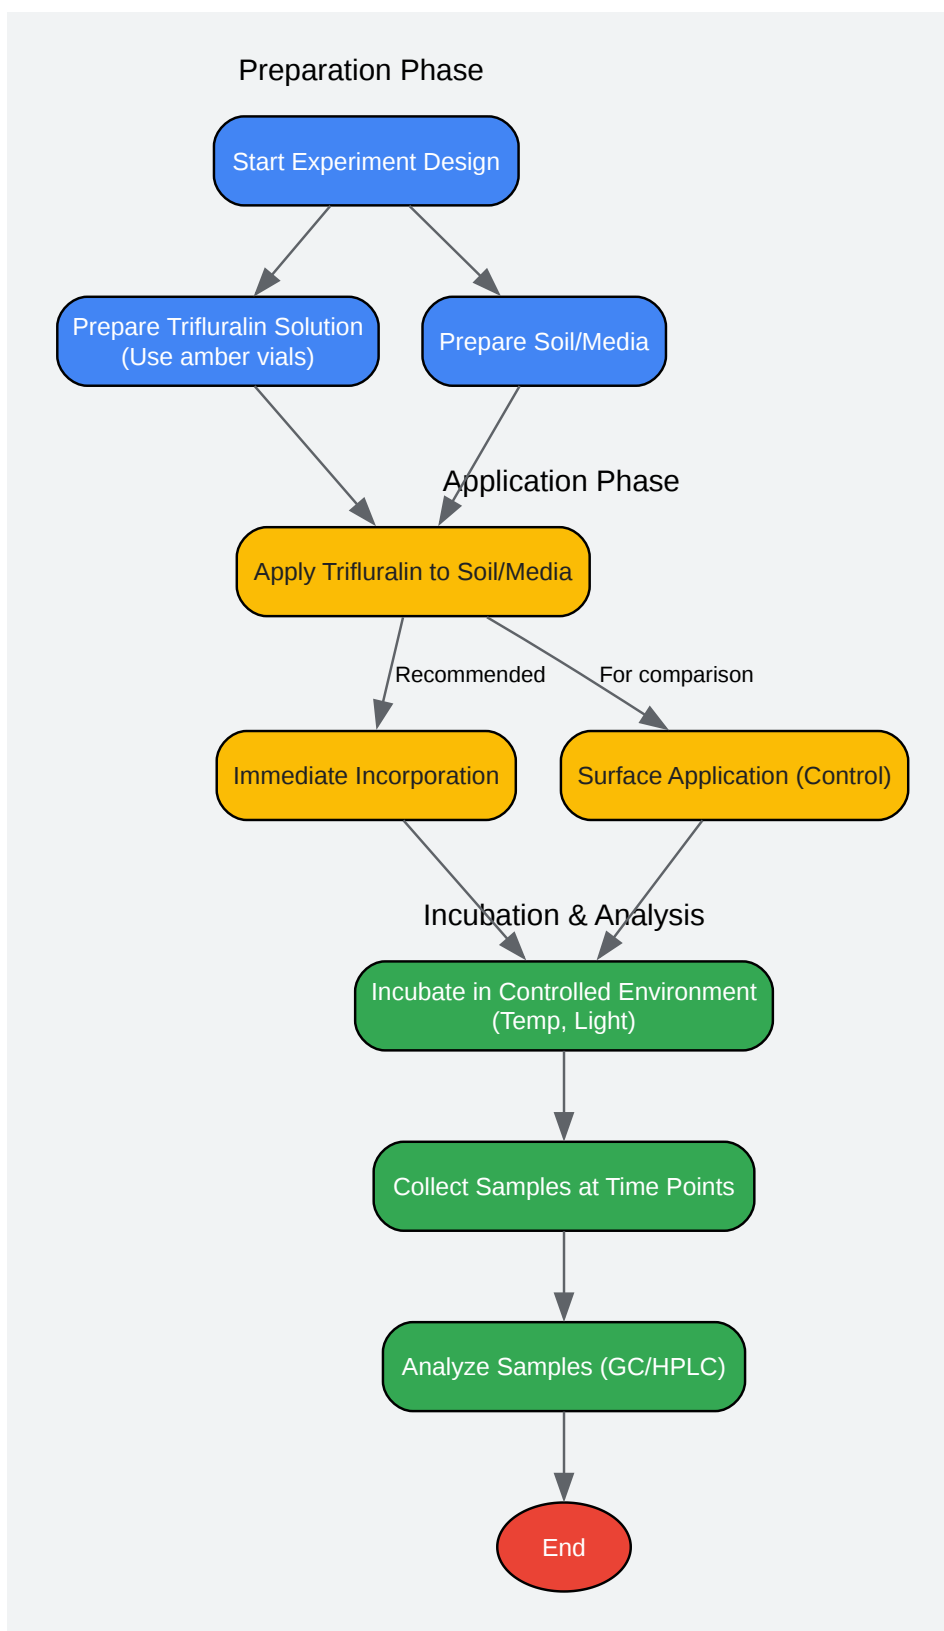 Preparation Phase
Start Experiment Design
Prepare Trifluralin Solution
(Use amber vials)
Prepare Soil/Media
Application Phase
Apply Trifluralin to Soil/Media
Recommended
For comparison
Immediate Incorporation
Surface Application (Control)
Incubation & Analysis
Incubate in Controlled Environment
(Temp, Light)
Collect Samples at Time Points
Analyze Samples (GC/HPLC)
End